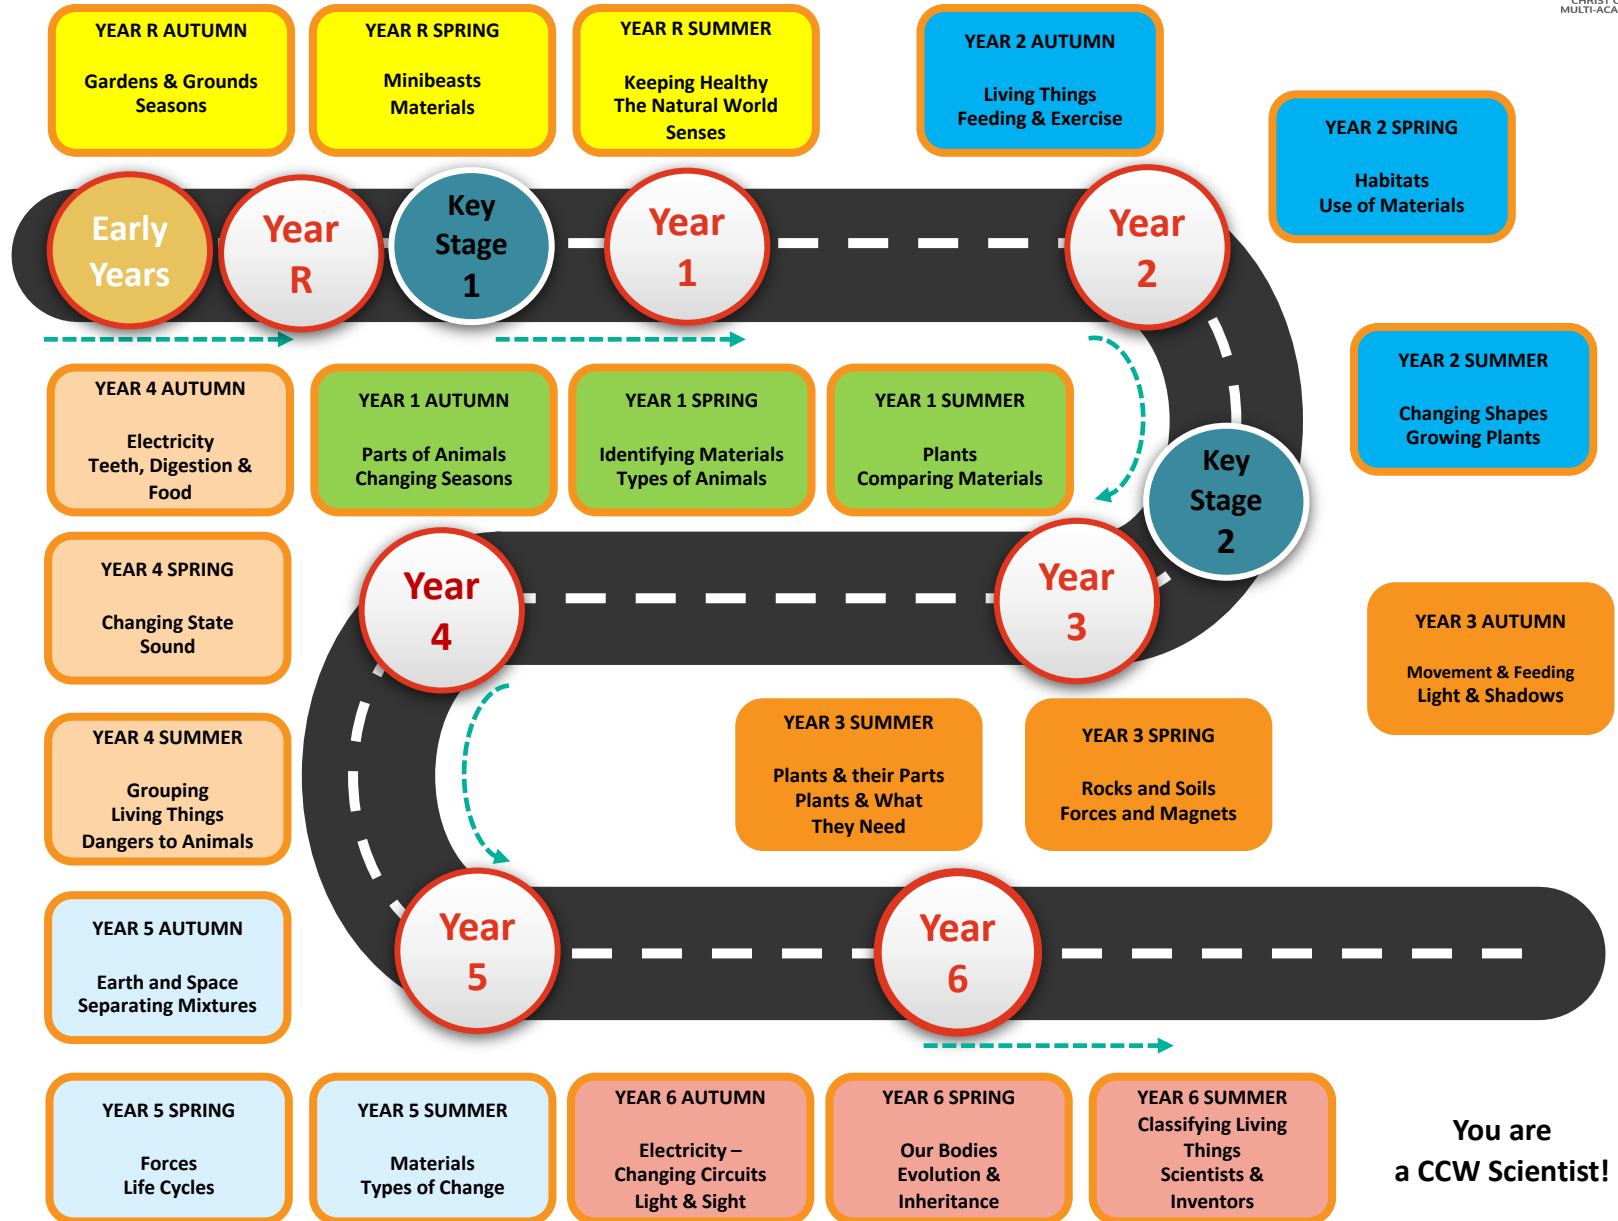 CHRIST C
MULTI-ACA
YEAR R AUTUMN
Gardens & Grounds
Seasons
YEAR R SPRING
Minibeasts
Materials
YEAR R SUMMER
Keeping Healthy
The Natural World
Senses
YEAR 2 AUTUMN
Living Things
Feeding & Exercise
YEAR 2 SPRING
Habitats
Use of Materials
Early
Years
Year
R
Key
Stage
1
Year
1
Year
2
YEAR 2 SUMMER
Changing Shapes
Growing Plants
YEAR 4 AUTUMN
Electricity
Teeth, Digestion &
Food
YEAR 1 AUTUMN
Parts of Animals
Changing Seasons
YEAR 1 SPRING
Identifying Materials
Types of Animals
YEAR 1 SUMMER
Plants
Comparing Materials
Key
Stage
2
YEAR 4 SPRING
Changing State
Sound
Year
4
Year
3
YEAR 3 AUTUMN
Movement & Feeding
Light & Shadows
YEAR 4 SUMMER
Grouping
Living Things
Dangers to Animals
YEAR 3 SUMMER
Plants & their Parts
Plants & What
They Need
YEAR 3 SPRING
Rocks and Soils
Forces and Magnets
YEAR 5 AUTUMN
Earth and Space
Separating Mixtures
Year
5
Year
6
YEAR 5 SPRING
Forces
Life Cycles
YEAR 5 SUMMER
Materials
Types of Change
YEAR 6 AUTUMN
Electricity –
Changing Circuits
Light & Sight
YEAR 6 SPRING
Our Bodies
Evolution &
Inheritance
YEAR 6 SUMMER
Classifying Living
Things
Scientists &
Inventors
You are
a CCW Scientist!